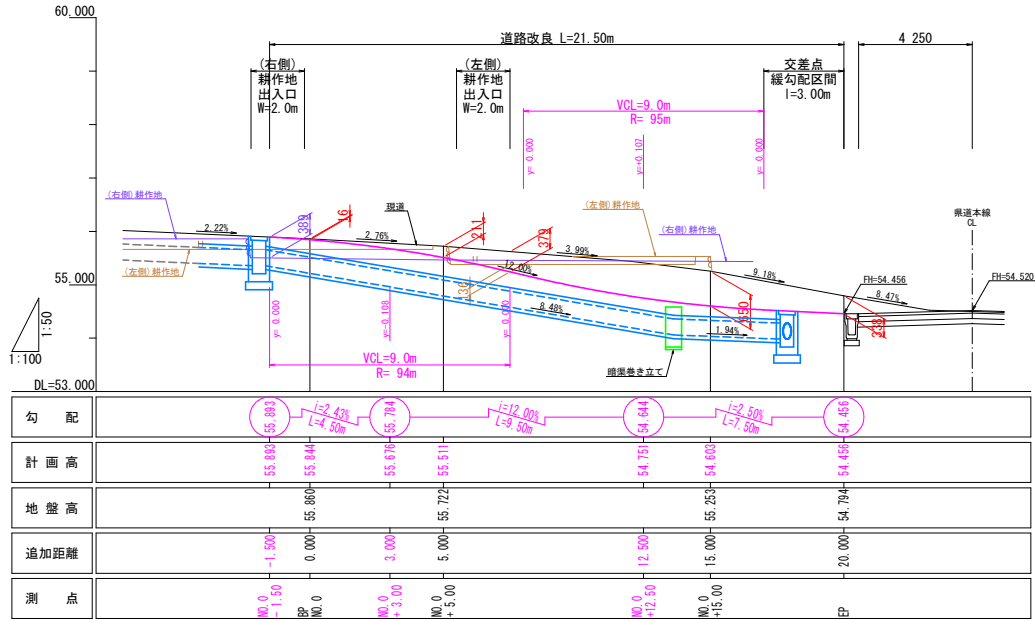 60,000
道路改良 L=21.50m
4 250
(右側)
耕作地
出入口
W=2.0m
(左側)
耕作地
出入口
W=2.0m
交差点
緩勾配区間
l=3.00m
VCL=9.0m
R= 95m
y= 0.000
y=+0.107
y= 0.000
(右側)耕作地
2.22%
389
16
現道
2.76%
211
379
(左側)耕作地
3.99%
(右側)耕作地
県道本線
CL
(左側)耕作地
12.00%
9.18%
55,000
FH=54.456
FH=54.520
8.47%
8.48%
650
338
1.94%
y= 0.000
y=-0.108
y= 0.000
1:50
1:100
VCL=9.0m
R= 94m
暗渠巻き立て
DL=53.000
勾 配
55.893
i=2.43%
L=4.50m
55.784
i=12.00%
L=9.50m
54.644
i=2.50%
L=7.50m
54.456
計 画 高
55.893
55.844
55.676
55.511
54.751
54.603
54.456
地 盤 高
55.860
55.722
55.253
54.794
追加距離
-1.500
0.000
3.000
5.000
12.500
15.000
20.000
測 点
NO.0
- 1.50
BP
NO.0
NO.0
+ 3.00
NO.0
+ 5.00
NO.0
+12.50
NO.0
+15.00
EP